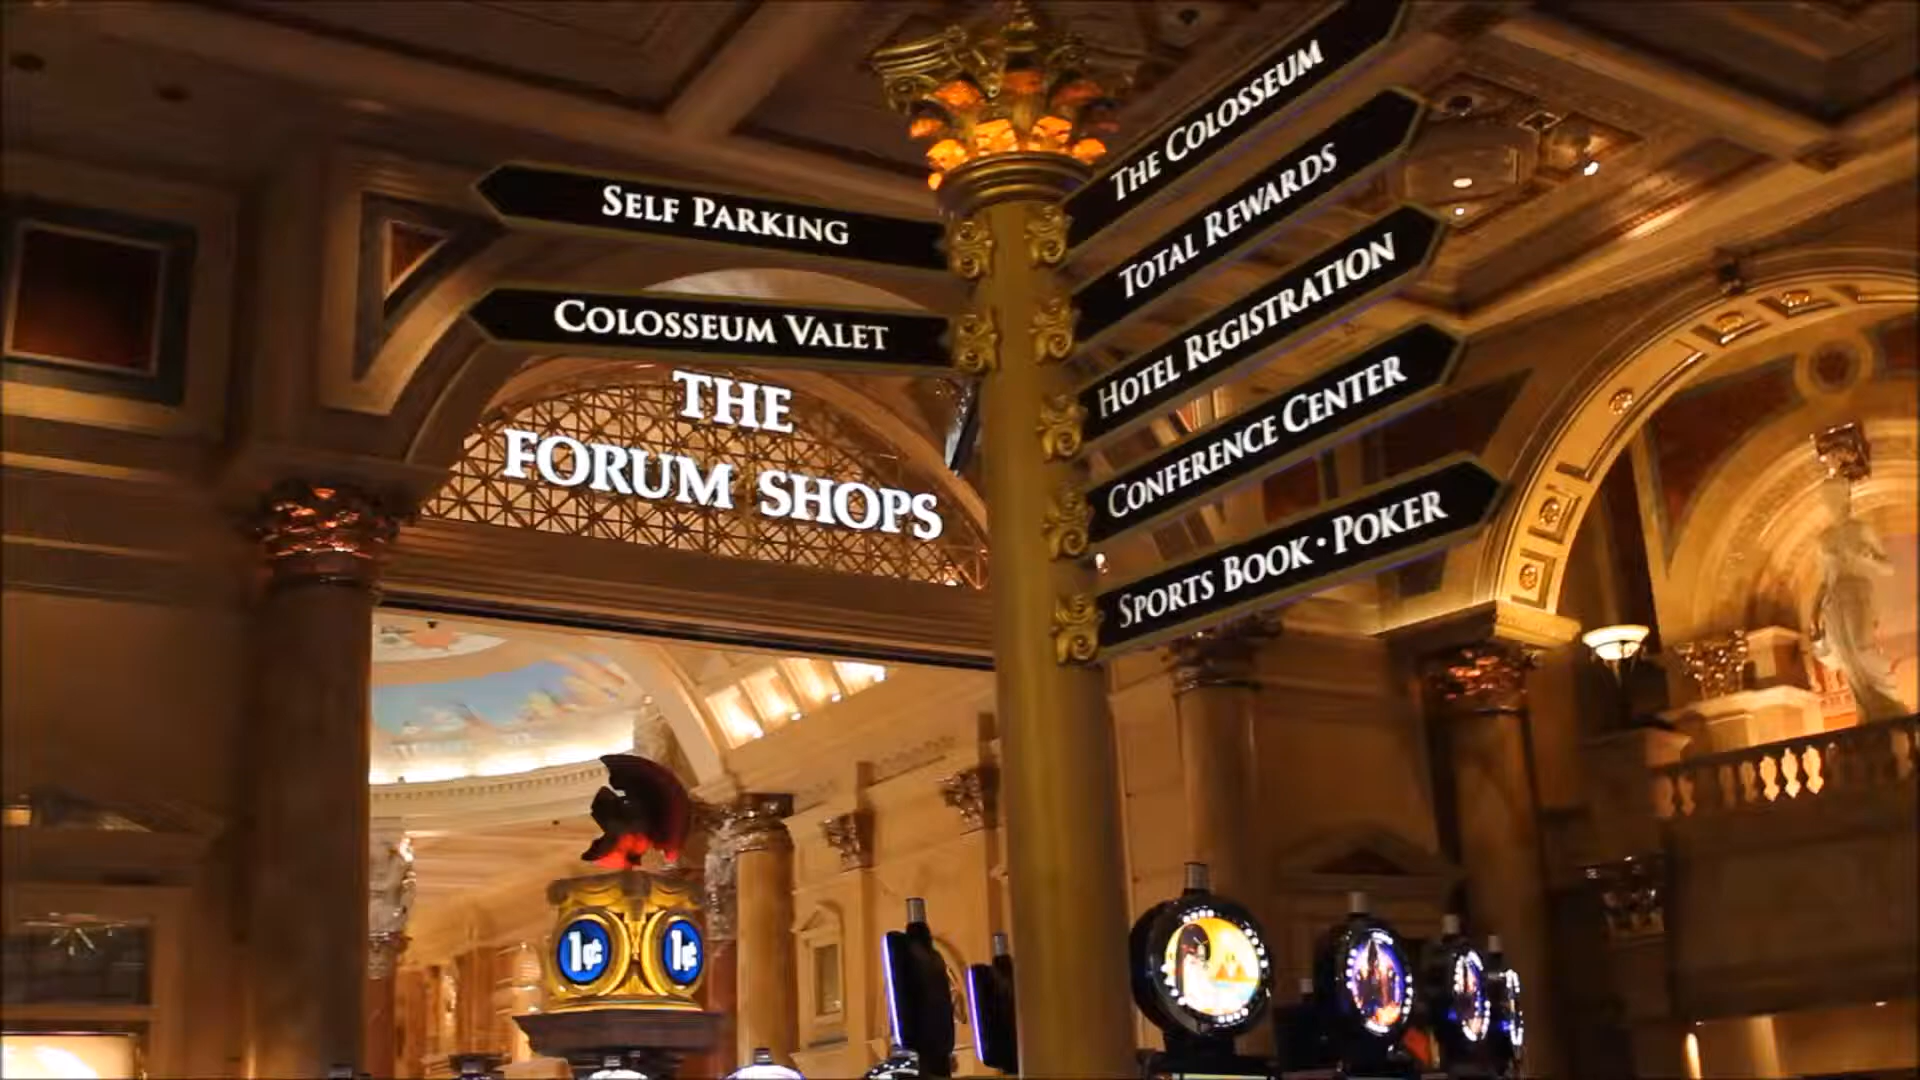 SELF PARKING
COLOSSEUM VALET
THE
FORUM SHOPS
THE COLOSSEUM
TOTAL REWARDS
HOTEL REGISTRATION
CONFERENCE CENTER
SPORTS BOOK • POKER
1¢ 1¢